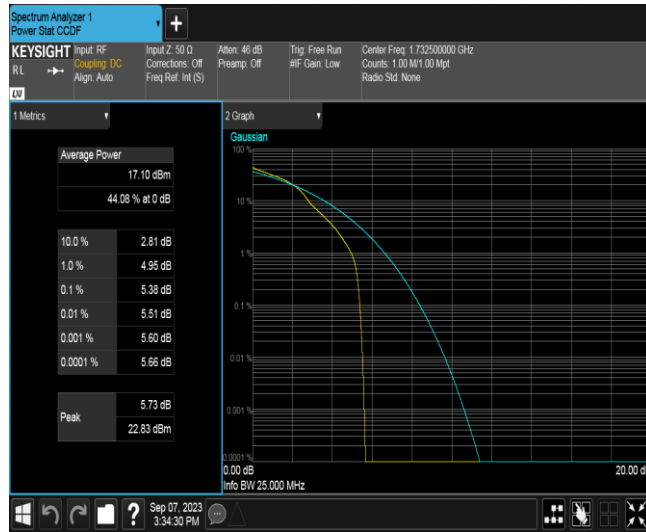 Spectrum Analyzer 1
Power Stat CCDF
+
KEYSIGHT
RL
LXI
Input: RF
Coupling: DC
Align: Auto
Input Z: 50 Ω
Corrections: Off
Freq Ref: Int (S)
Atten: 46 dB
Preamp: Off
Trig: Free Run
#IF Gain: Low
Center Freq: 1.732500000 GHz
Counts: 1.00 M/1.00 Mpt
Radio Std: None
1 Metrics
Average Power
17.10 dBm
44.08 % at 0 dB
10.0 % 2.81 dB
1.0 % 4.95 dB
0.1 % 5.38 dB
0.01 % 5.51 dB
0.001 % 5.60 dB
0.0001 % 5.66 dB
Peak
5.73 dB
22.83 dBm
2 Graph
Gaussian
100 %
10 %
1 %
0.1 %
0.01 %
0.001 %
0.0001 %
0.00 dB
20.00 d
Info BW 25.000 MHz
?
Sep 07, 2023
3:34:30 PM